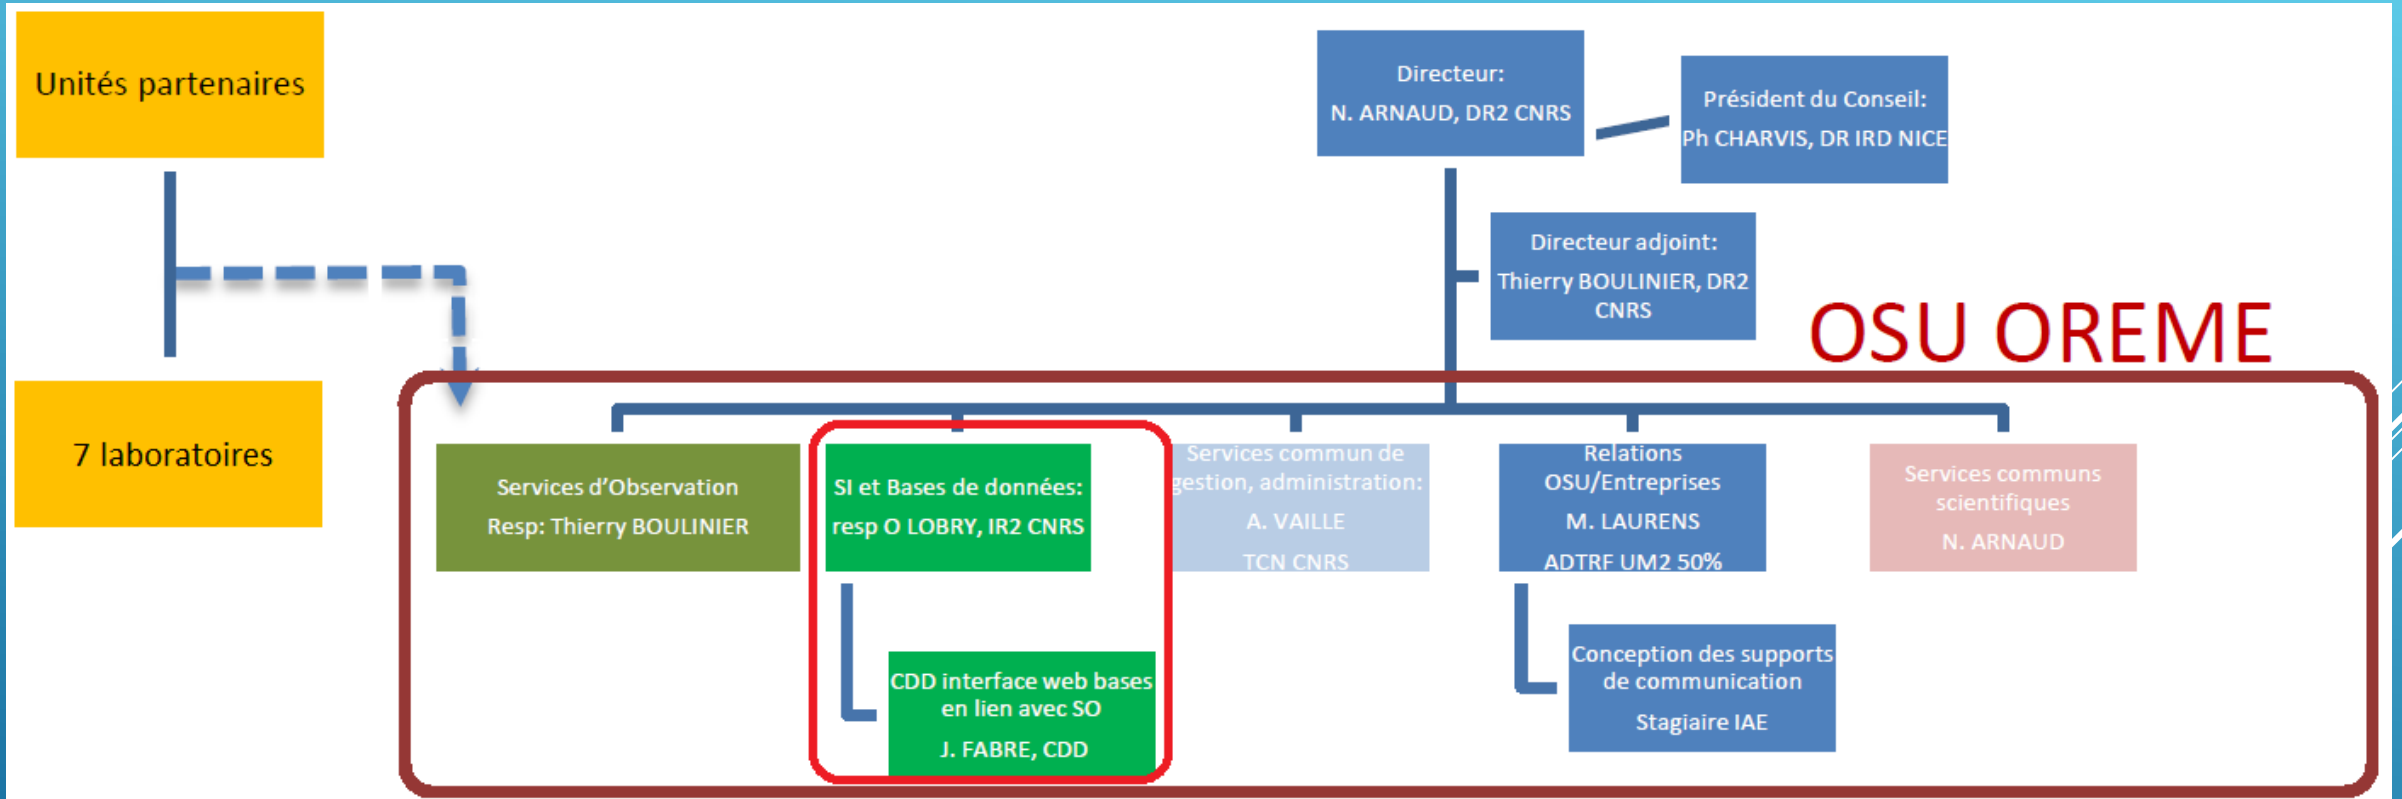 Unités partenaires
Directeur:
N. ARNAUD, DR2 CNRS
Président du Conseil:
Ph CHARVIS, DR IRD NICE
Directeur adjoint:
Thierry BOULINIER, DR2
CNRS
OSU OREME
7 laboratoires
Services d’Observation
Resp: Thierry BOULINIER
SI et Bases de données:
resp O LOBRY, IR2 CNRS
Services commun de
gestion, administration:
A. VAILLE
TCN CNRS
Relations
OSU/Entreprises
M. LAURENS
ADTRF UM2 50%
Services communs
scientifiques
N. ARNAUD
CDD interface web bases
en lien avec SO
J. FABRE, CDD
Conception des supports
de communication
Stagiaire IAE